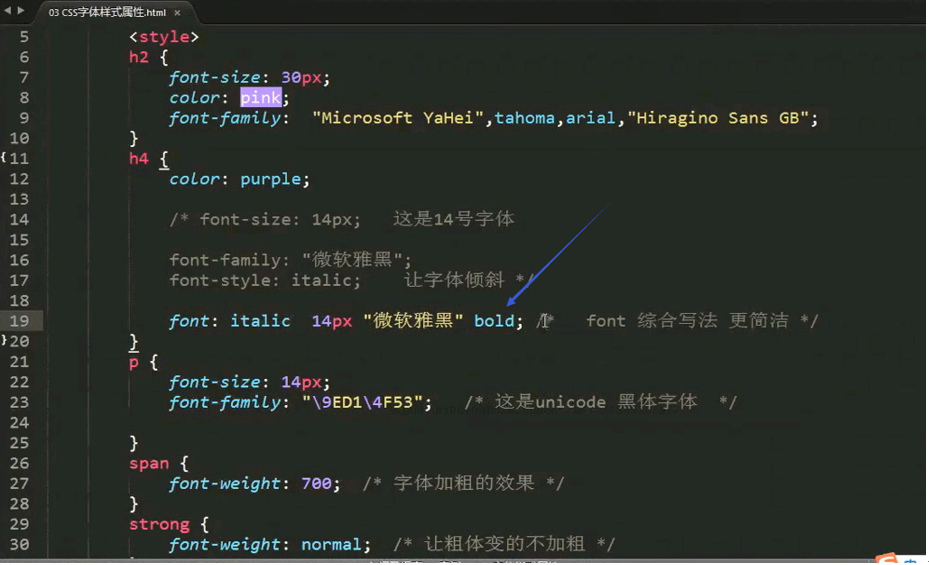 03 CSS字体样式属性.html ×
5 <style>
6 h2 {
7 font-size: 30px;
8 color: pink;
9 font-family: "Microsoft YaHei",tahoma,arial,"Hiragino Sans GB";
10 }
11 h4 {
12 color: purple;
13
14 /* font-size: 14px; 这是14号字体
15
16 font-family: "微软雅黑";
17 font-style: italic; 让字体倾斜 */
18
19 font: italic 14px "微软雅黑" bold; /* font 综合写法 更简洁 */
20 }
21 p {
22 font-size: 14px;
23 font-family: "\9ED1\4F53"; /* 这是unicode 黑体字体 */
24
25 }
26 span {
27 font-weight: 700; /* 字体加粗的效果 */
28 }
29 strong {
30 font-weight: normal; /* 让粗体变的不加粗 */